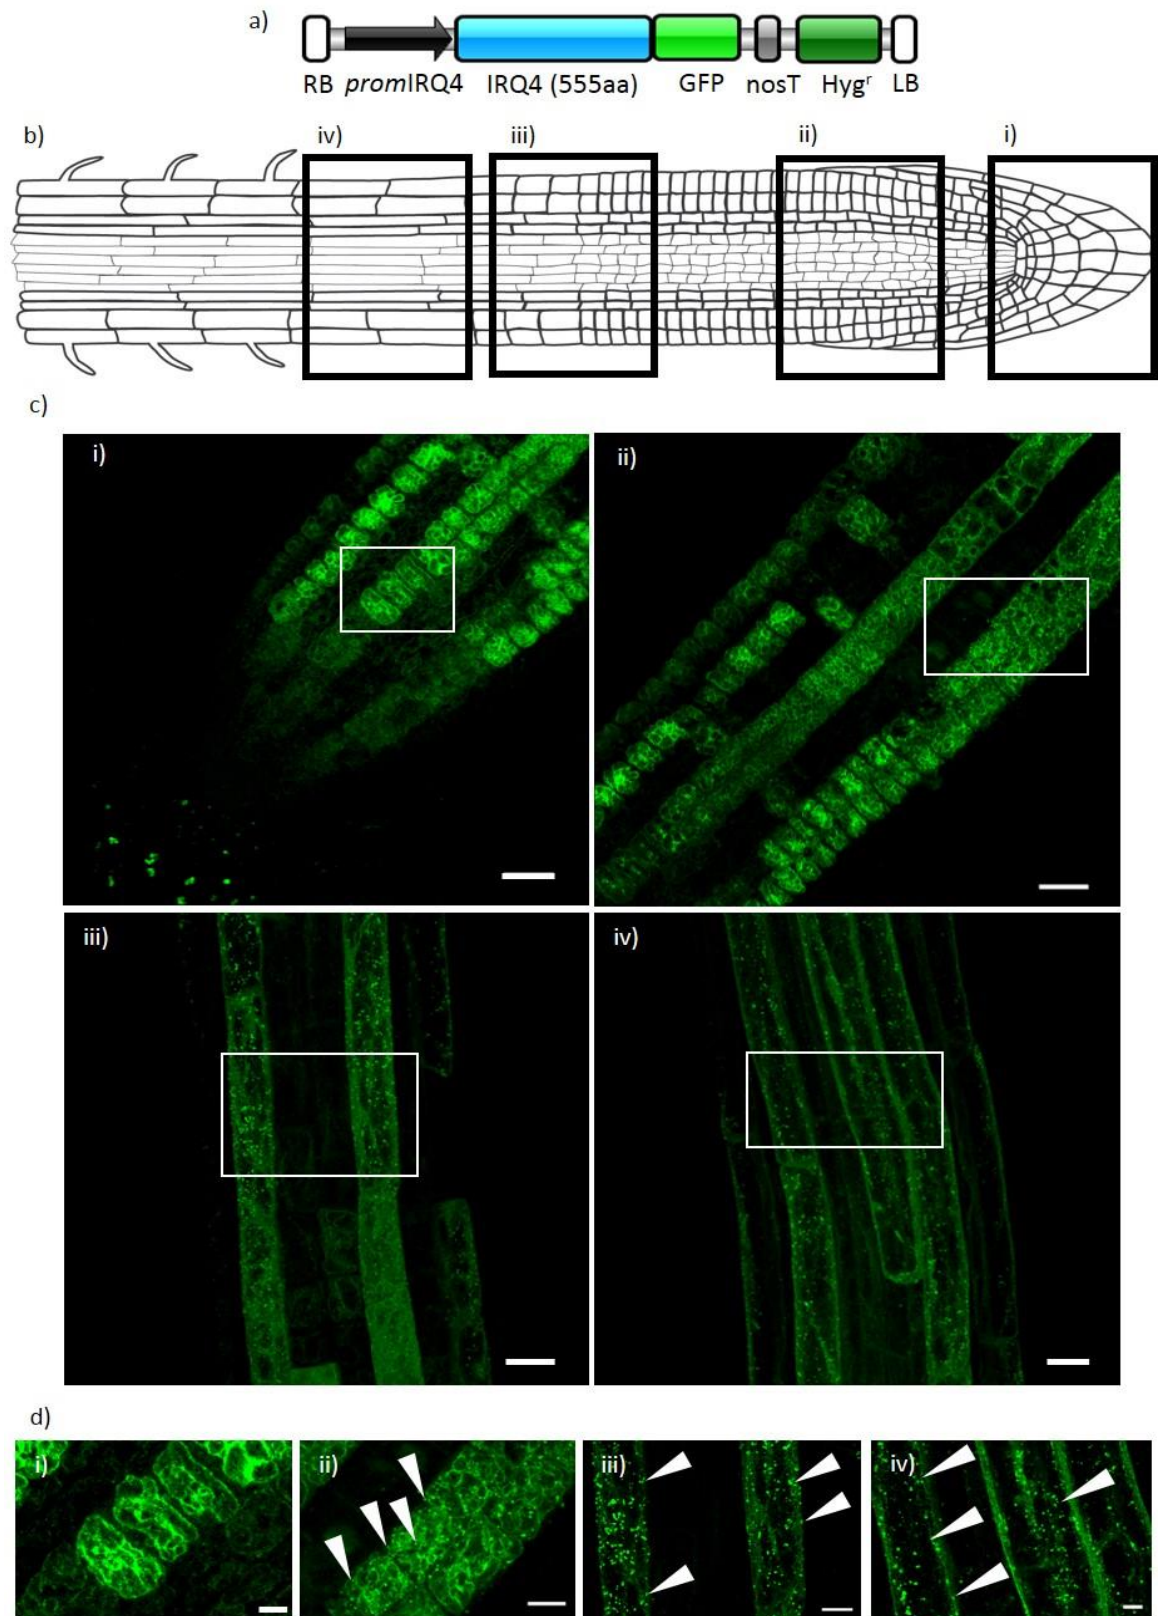 a)
RB promIRQ4 IRQ4 (555aa) GFP nosT Hygʳ LB
b) iv) iii) ii) i)
c)
i) ii)
iii) iv)
d)
i) ii) iii) iv)